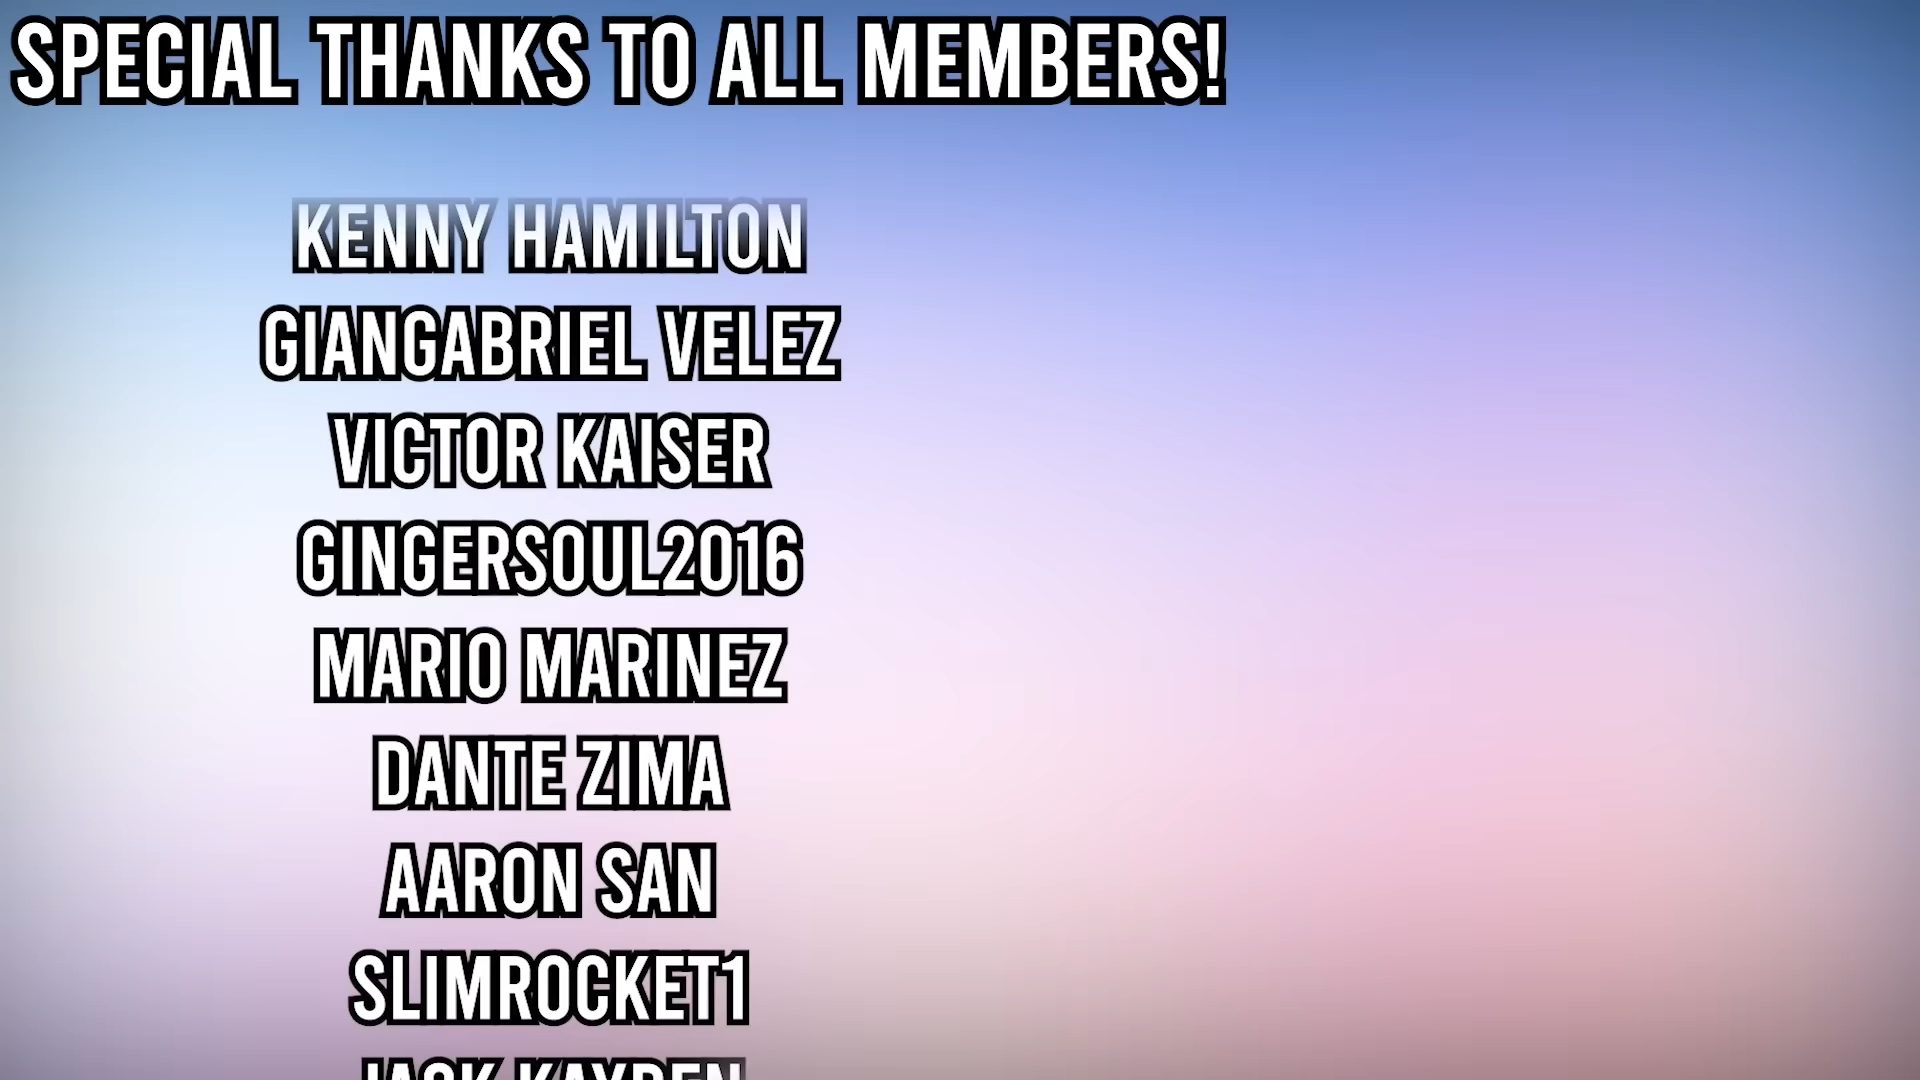 SPECIAL THANKS TO ALL MEMBERS!
KENNY HAMILTON
GIANGABRIEL VELEZ
VICTOR KAISER
GINGERSOUL2016
MARIO MARINEZ
DANTE ZIMA
AARON SAN
SLIMROCKET1
JACK